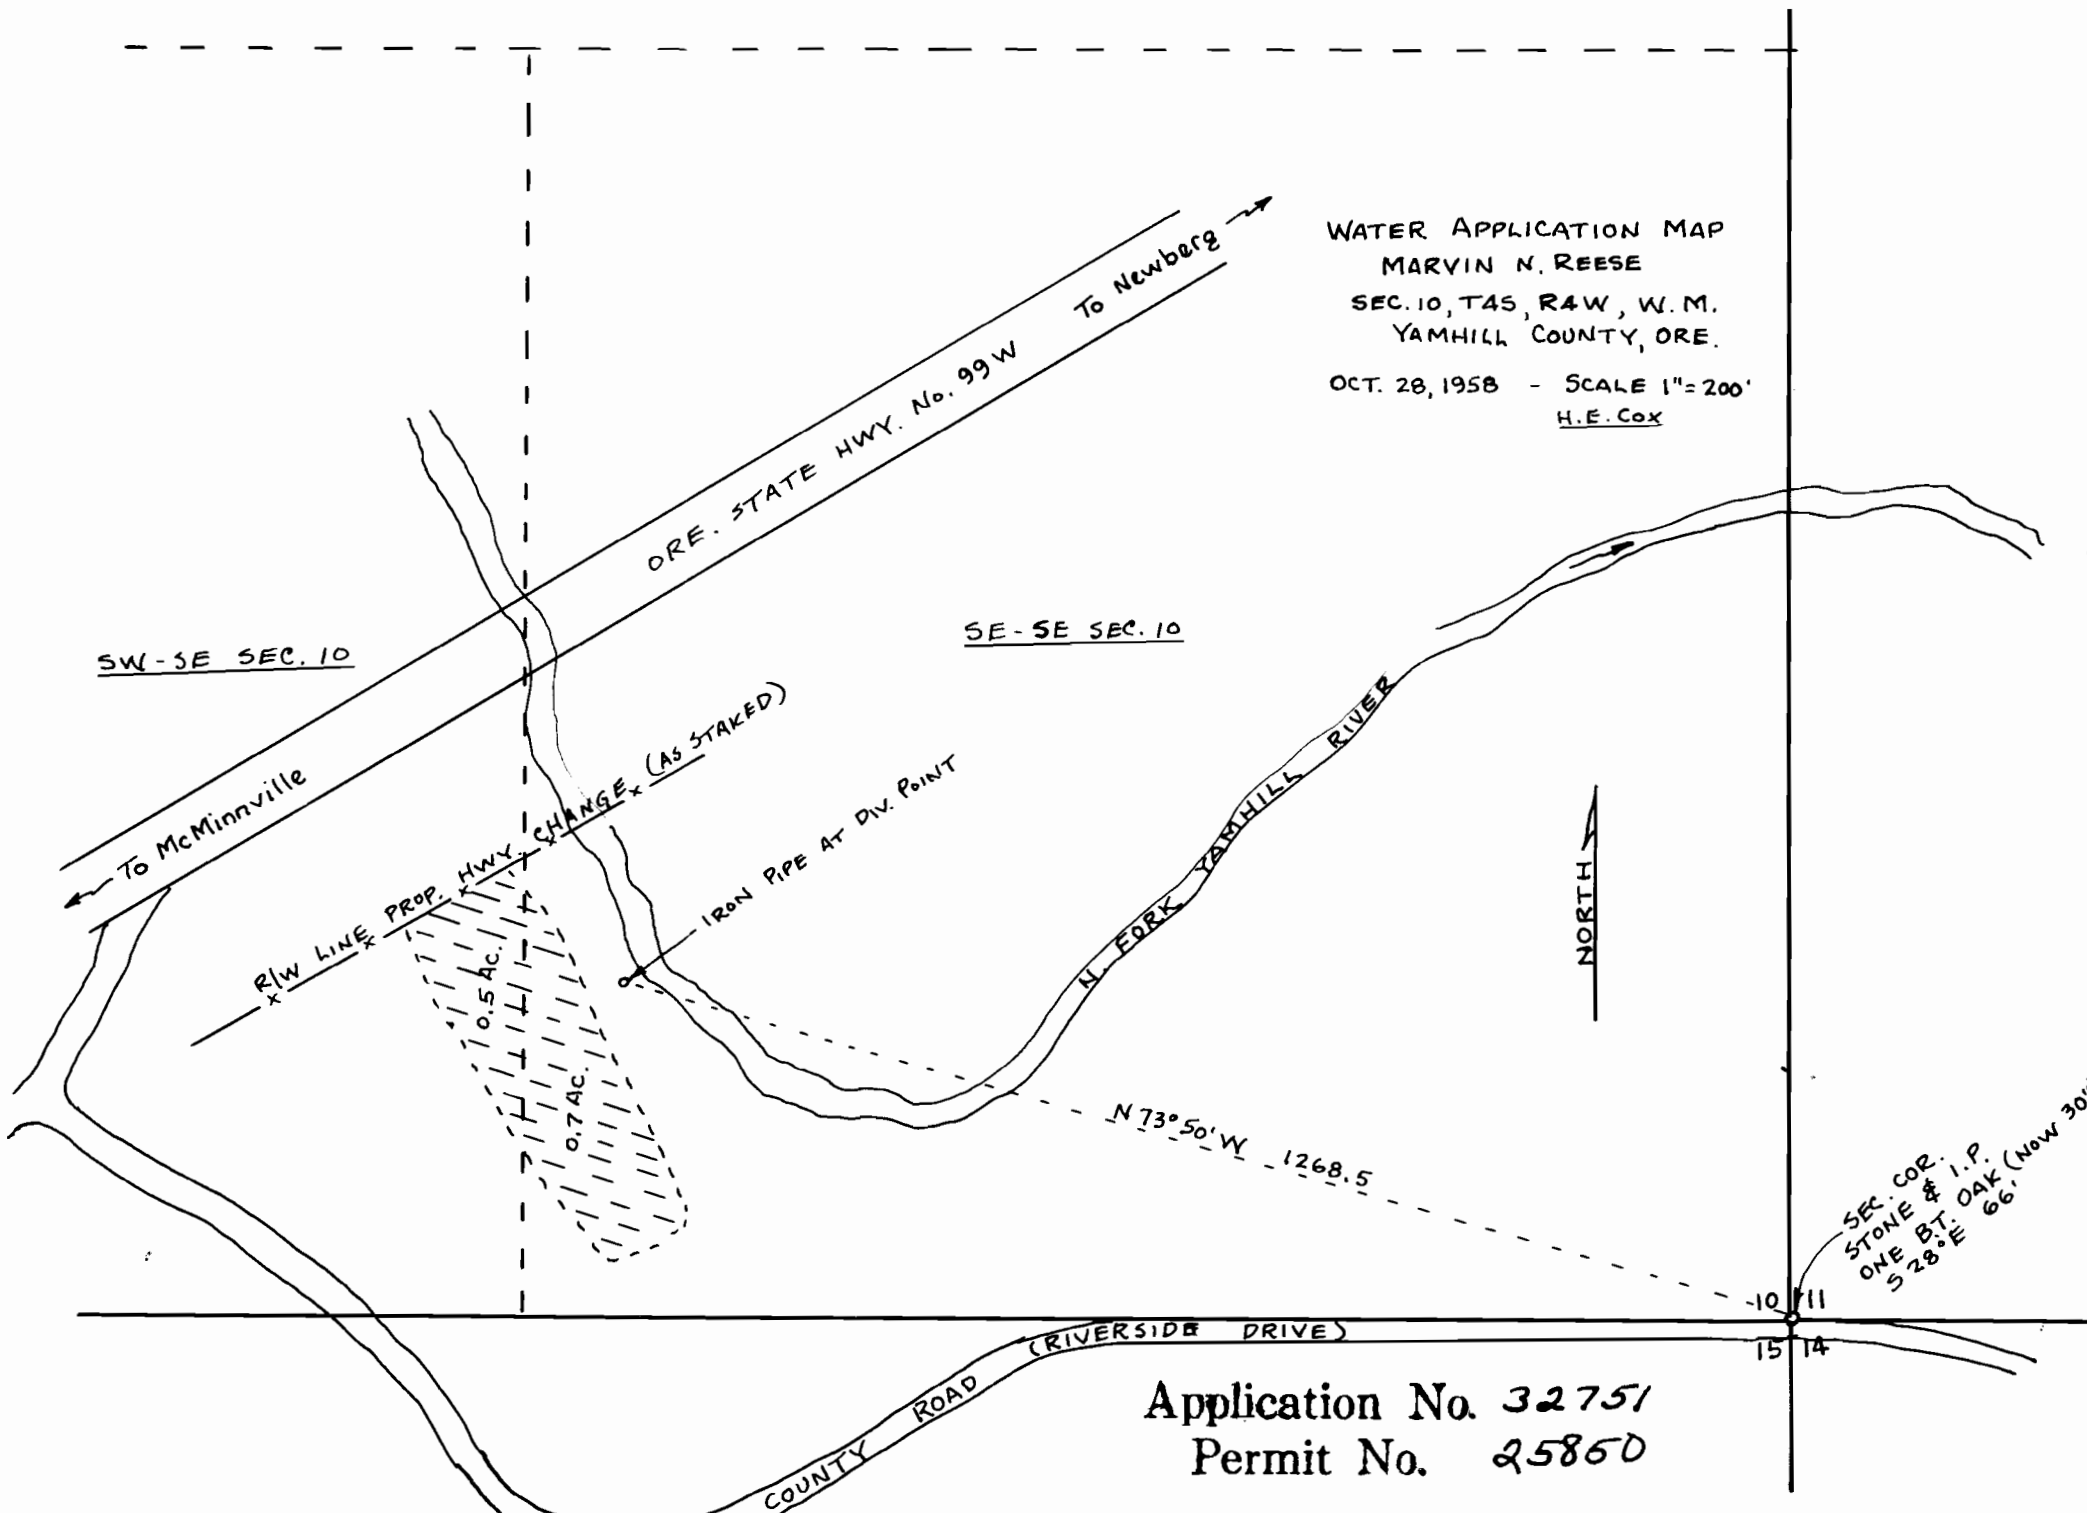 WATER APPLICATION MAP
MARVIN N. REESE
SEC. 10, T4S, R4W, W.M.
YAMHILL COUNTY, ORE.
OCT. 28, 1958 - SCALE 1"=200'
H.E. COX
To Newberg
ORE. STATE HWY. No. 99W
To McMinnville
SW-SE SEC. 10
SE-SE SEC. 10
R/W LINE PROP. HWY. CHANGE (AS STAKED)
IRON PIPE AT DIV. POINT
0.5 AC.
0.7 AC.
N. FORK YAMHILL RIVER
NORTH
N 73° 50' W 1268.5
SEC. COR.
STONE & I.P.
ONE B.T. OAK (NOW 30"
S 28° E 66'
10 11
15 14
COUNTY ROAD (RIVERSIDE DRIVE)
Application No. 32751
Permit No. 25850